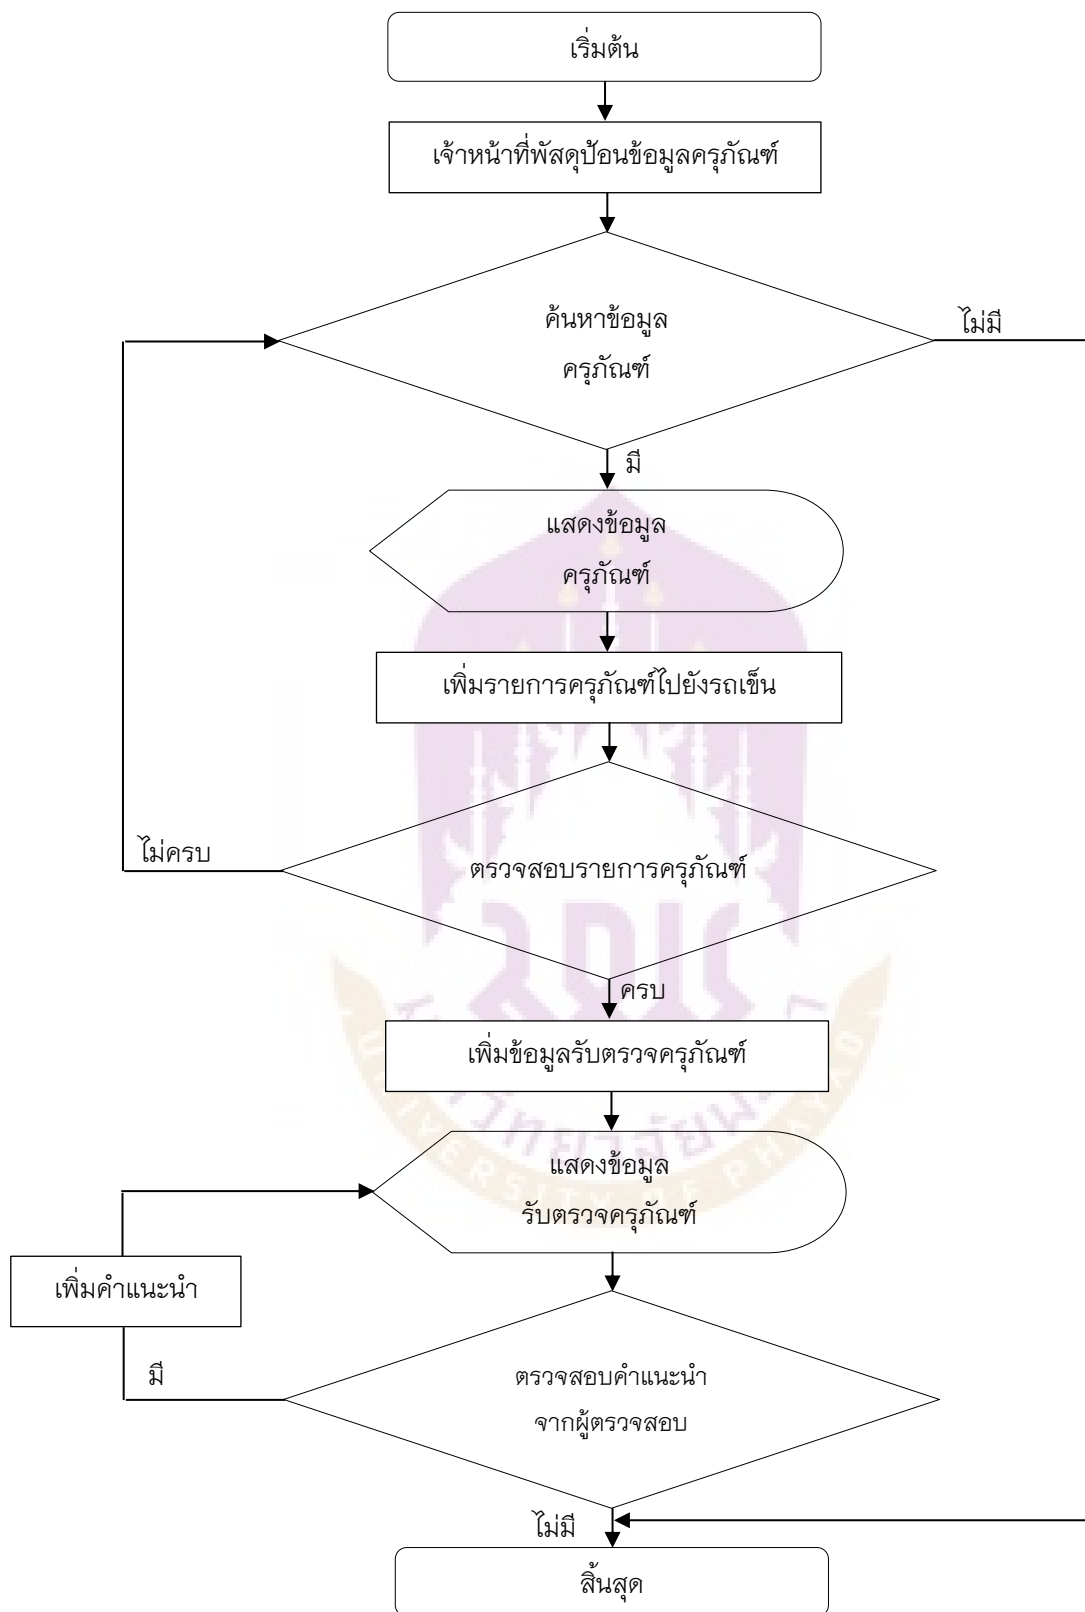 เริ่มต้น
เจ้าหน้าที่พัสดุป้อนข้อมูลครุภัณฑ์
ค้นหาข้อมูล
ครุภัณฑ์
ไม่มี
มี
แสดงข้อมูล
ครุภัณฑ์
เพิ่มรายการครุภัณฑ์ไปยังรถเข็น
ไม่ครบ
ตรวจสอบรายการครุภัณฑ์
ครบ
เพิ่มข้อมูลรับตรวจครุภัณฑ์
แสดงข้อมูล
รับตรวจครุภัณฑ์
เพิ่มคำแนะนำ
มี
ตรวจสอบคำแนะนำ
จากผู้ตรวจสอบ
ไม่มี
สิ้นสุด